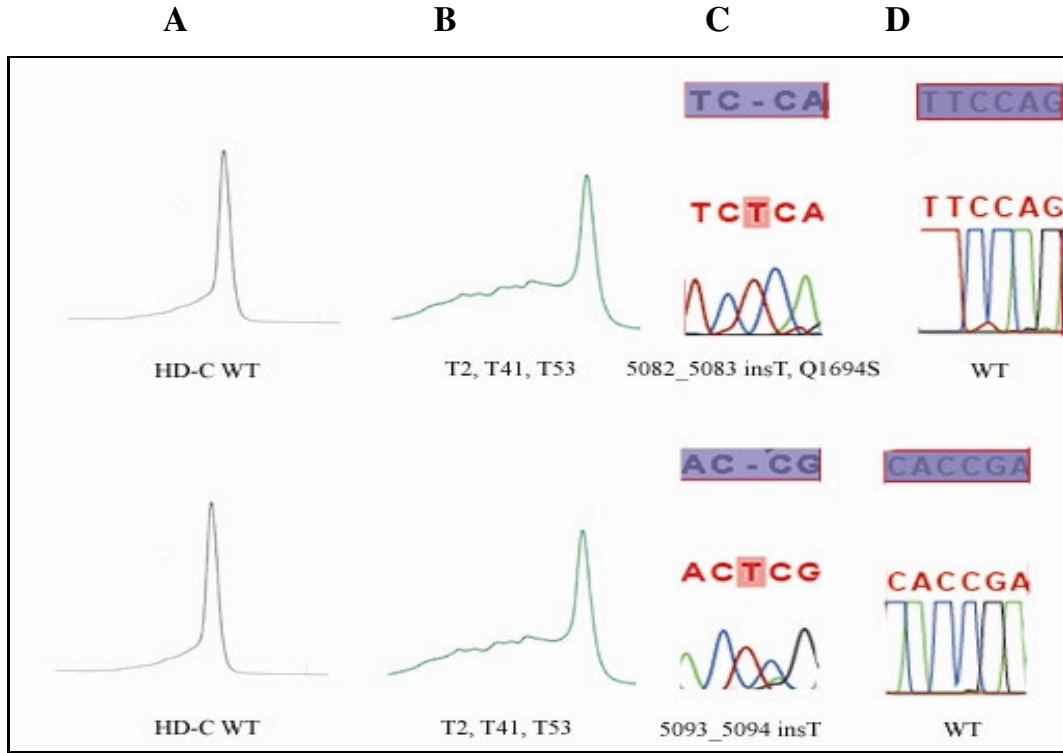 A B C D
TC-CA TTCCAG
TCTCA TTCCAG
HD-C WT T2, T41, T53 5082_5083 insT, Q1694S WT
AC-CG CACCGA
ACTCG CACCGA
HD-C WT T2, T41, T53 5093_5094 insT WT